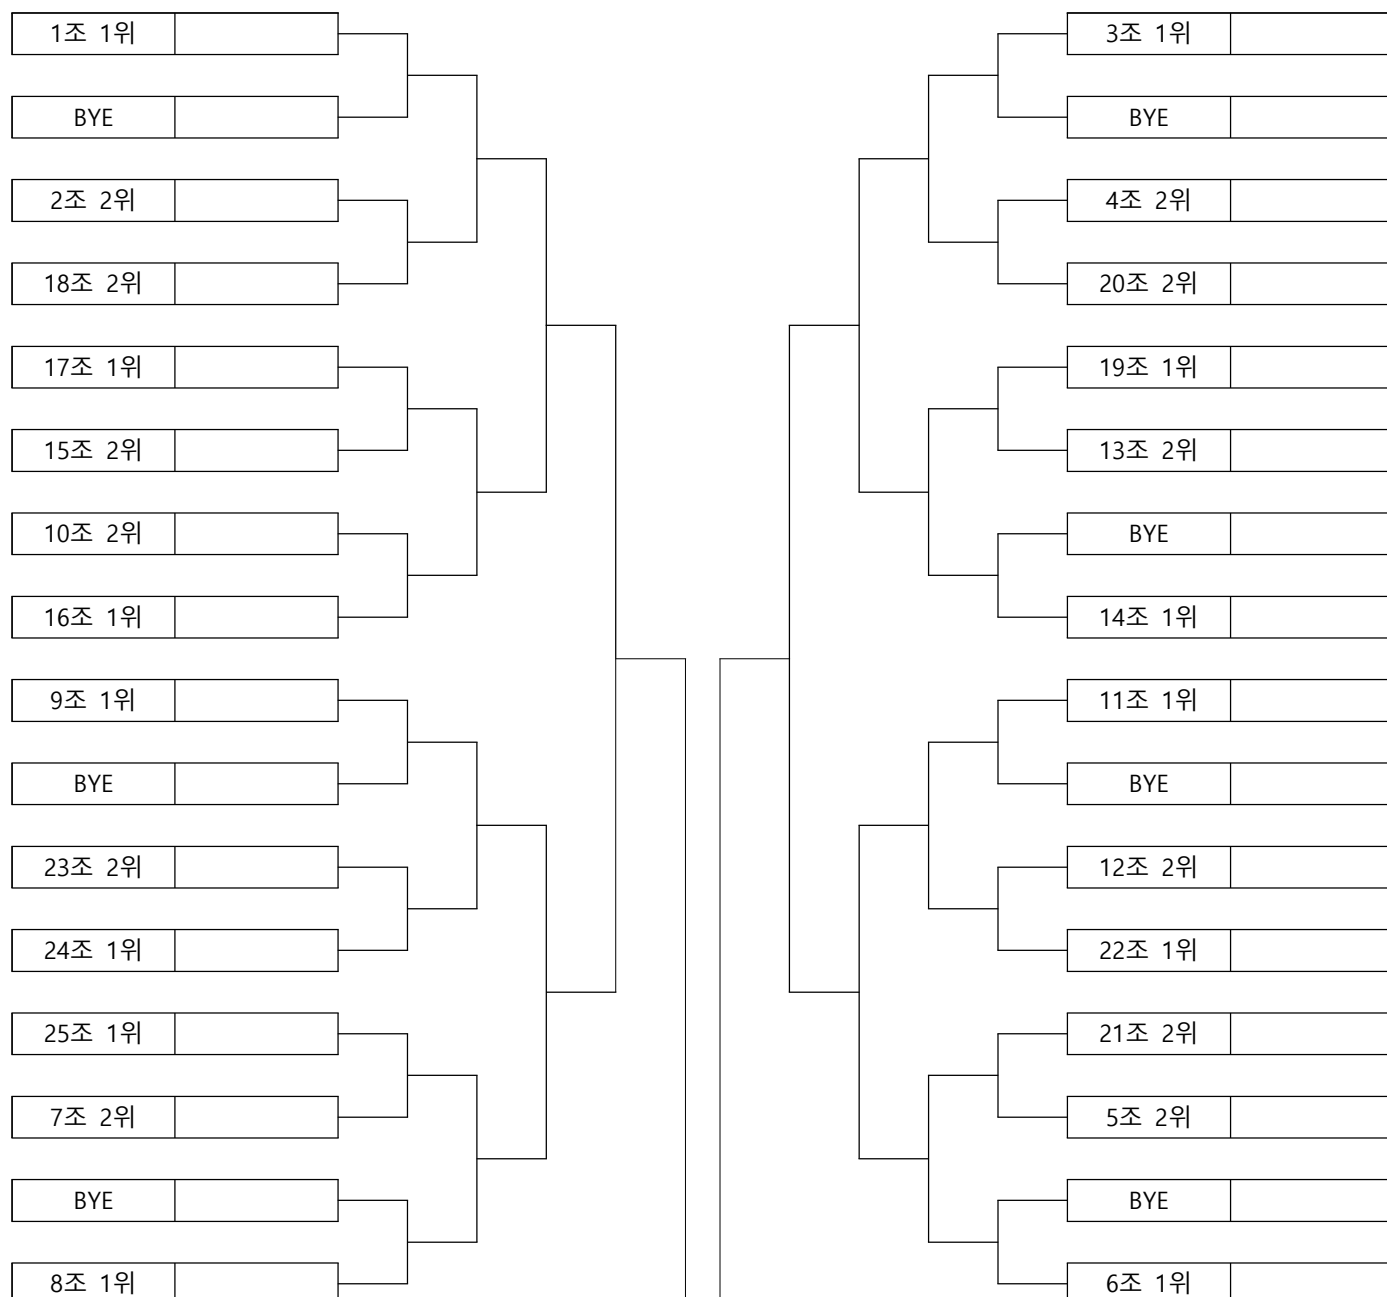 1조 1위
BYE
2조 2위
18조 2위
17조 1위
15조 2위
10조 2위
16조 1위
9조 1위
BYE
23조 2위
24조 1위
25조 1위
7조 2위
BYE
8조 1위
3조 1위
BYE
4조 2위
20조 2위
19조 1위
13조 2위
BYE
14조 1위
11조 1위
BYE
12조 2위
22조 1위
21조 2위
5조 2위
BYE
6조 1위